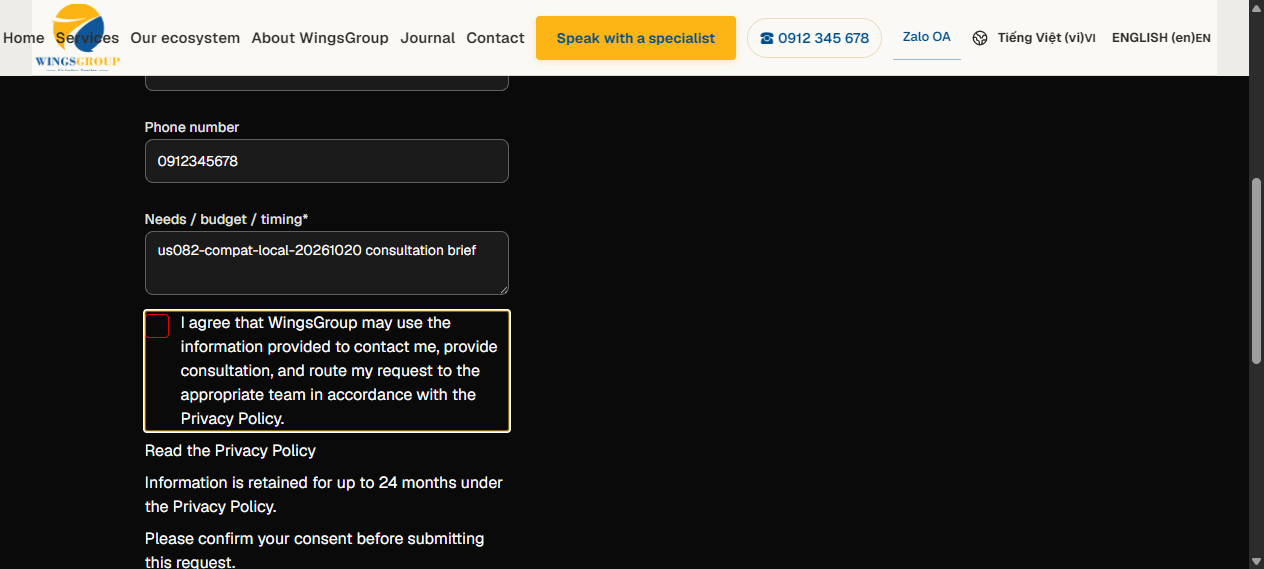 Home Services Our ecosystem About WingsGroup Journal Contact Speak with a specialist ☎ 0912 345 678 Zalo OA Tiếng Việt (vi)VI ENGLISH (en)EN
WINGSGROUP
Phone number
0912345678
Needs / budget / timing*
us082-compat-local-20261020 consultation brief
I agree that WingsGroup may use the
information provided to contact me, provide
consultation, and route my request to the
appropriate team in accordance with the
Privacy Policy.
Read the Privacy Policy
Information is retained for up to 24 months under
the Privacy Policy.
Please confirm your consent before submitting
this request.